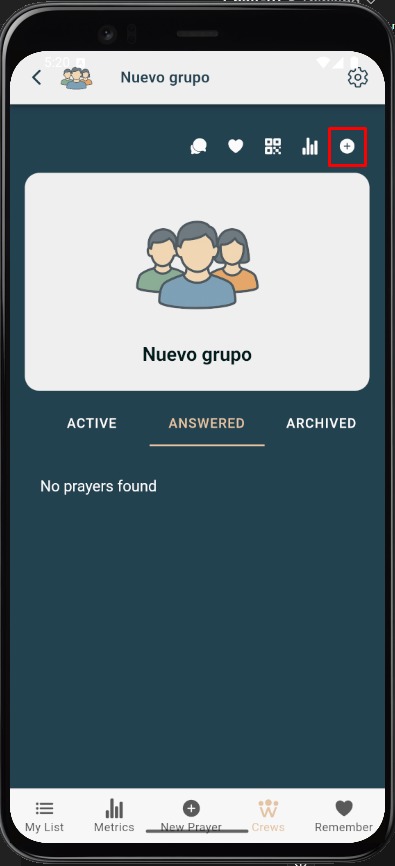 5:20
Nuevo grupo
Nuevo grupo
ACTIVE ANSWERED ARCHIVED
No prayers found
My List Metrics New Prayer Crews Remember